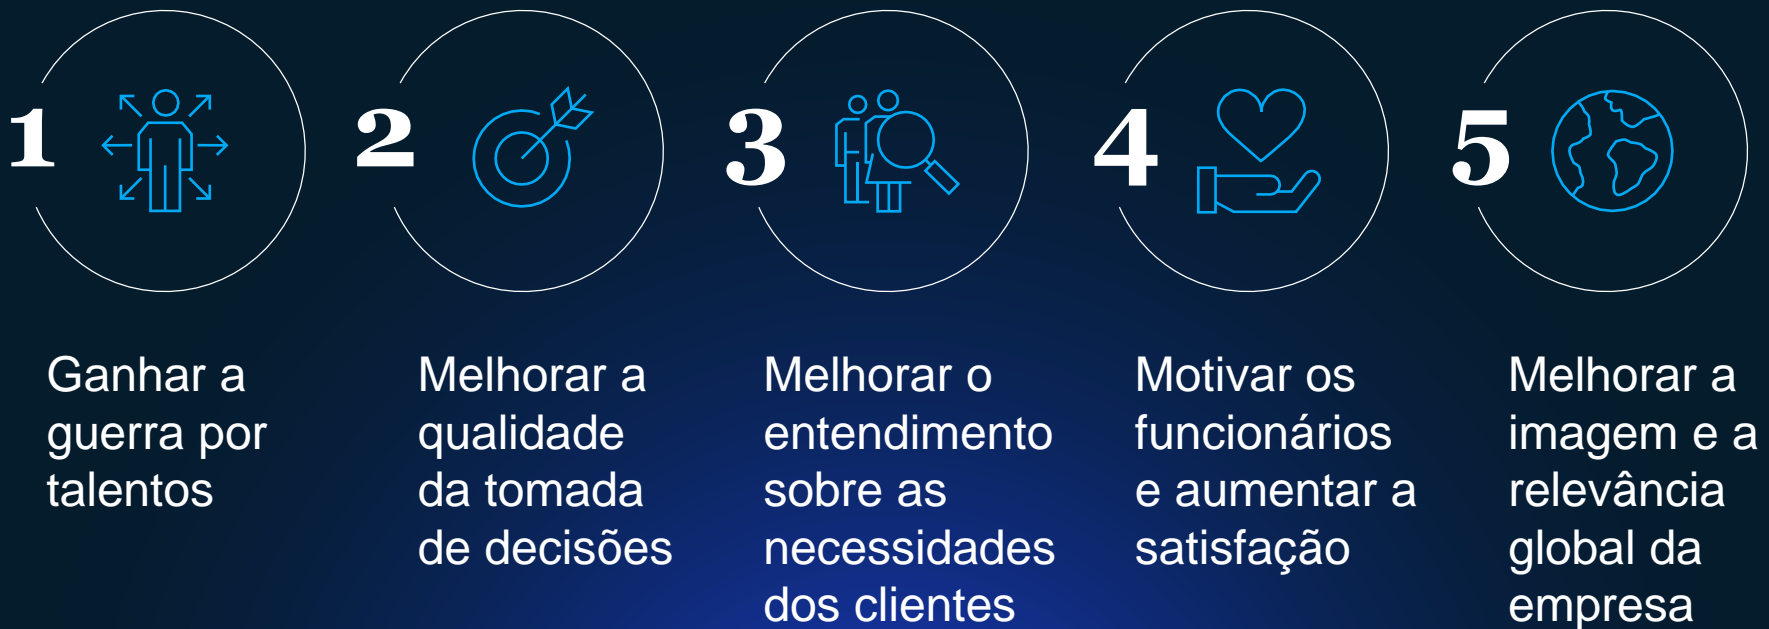 1
Ganhar a
guerra por
talentos
2
Melhorar a
qualidade
da tomada
de decisões
3
Melhorar o
entendimento
sobre as
necessidades
dos clientes
4
Motivar os
funcionários
e aumentar a
satisfação
5
Melhorar a
imagem e a
relevância
global da
empresa